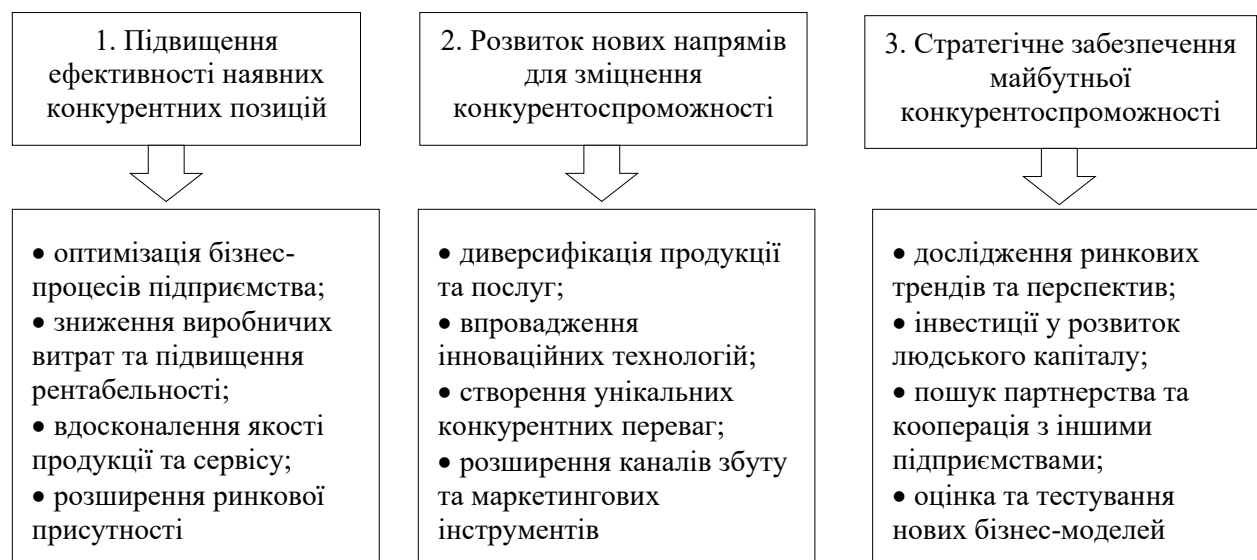 1. Підвищення
ефективності наявних
конкурентних позицій
2. Розвиток нових напрямів
для зміцнення
конкурентоспроможності
3. Стратегічне забезпечення
майбутньої
конкурентоспроможності
• оптимізація бізнес-
процесів підприємства;
• зниження виробничих
витрат та підвищення
рентабельності;
• вдосконалення якості
продукції та сервісу;
• розширення ринкової
присутності
• диверсифікація продукції
та послуг;
• впровадження
інноваційних технологій;
• створення унікальних
конкурентних переваг;
• розширення каналів збуту
та маркетингових
інструментів
• дослідження ринкових
трендів та перспектив;
• інвестиції у розвиток
людського капіталу;
• пошук партнерства та
кооперація з іншими
підприємствами;
• оцінка та тестування
нових бізнес-моделей